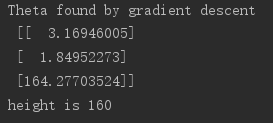 Theta found by gradient descent
[[  3.16946005]
[  1.84952273]
[164.27703524]]
height is 160